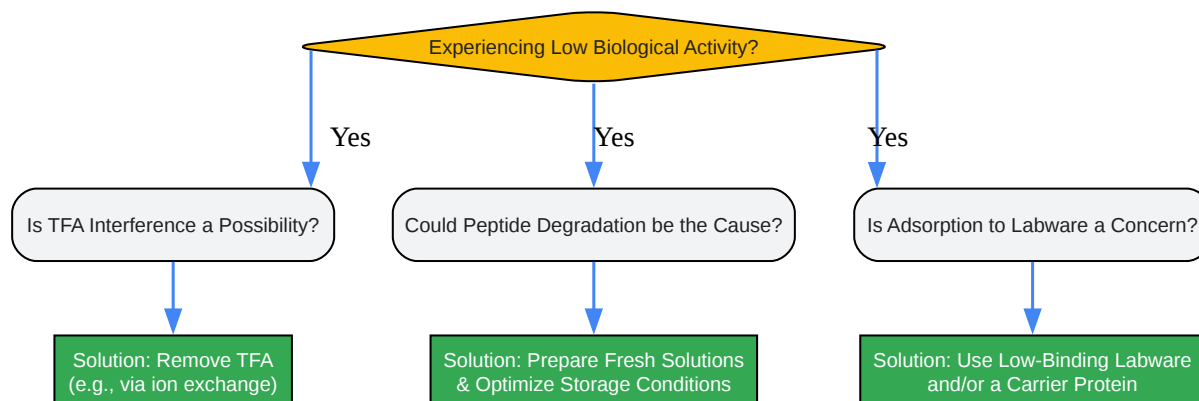 Experiencing Low Biological Activity?
Yes
Yes
Yes
Is TFA Interference a Possibility?
Could Peptide Degradation be the Cause?
Is Adsorption to Labware a Concern?
Solution: Remove TFA
(e.g., via ion exchange)
Solution: Prepare Fresh Solutions
& Optimize Storage Conditions
Solution: Use Low-Binding Labware
and/or a Carrier Protein